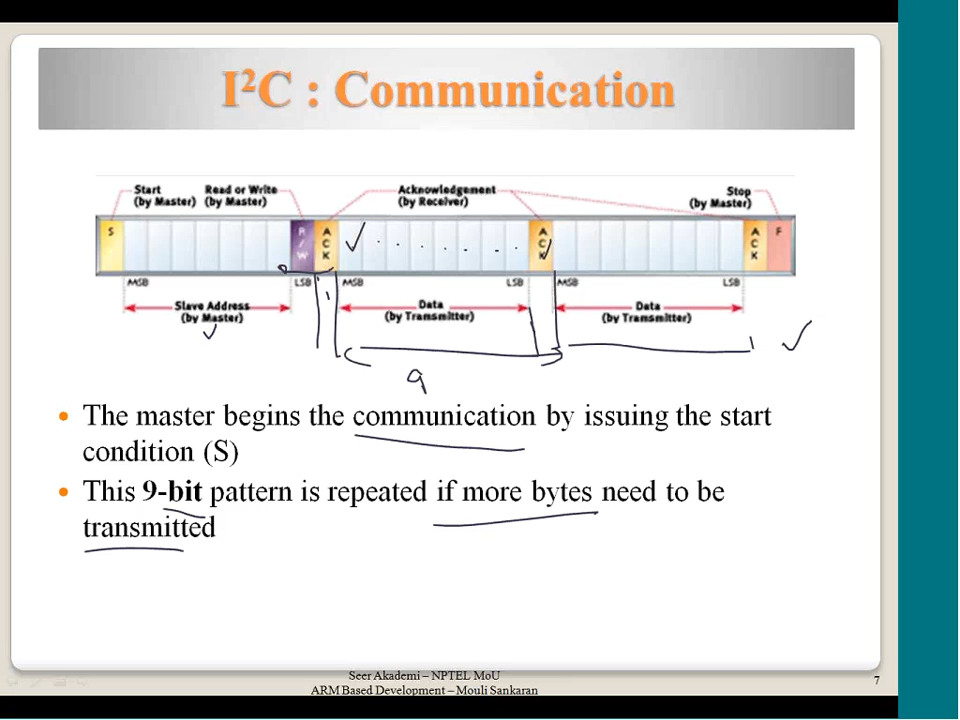 I²C : Communication
Start Read or Write Acknowledgement Stop
(by Master) (by Master) (by Receiver) (by Master)
S R/W ACK ACK ACK F
MSB LSB MSB LSB MSB LSB
Slave Address Data Data
(by Master) (by Transmitter) (by Transmitter)
9
• The master begins the communication by issuing the start
condition (S)
• This 9-bit pattern is repeated if more bytes need to be
transmitted
Seer Akademi – NPTEL MoU
ARM Based Development – Mouli Sankaran
7